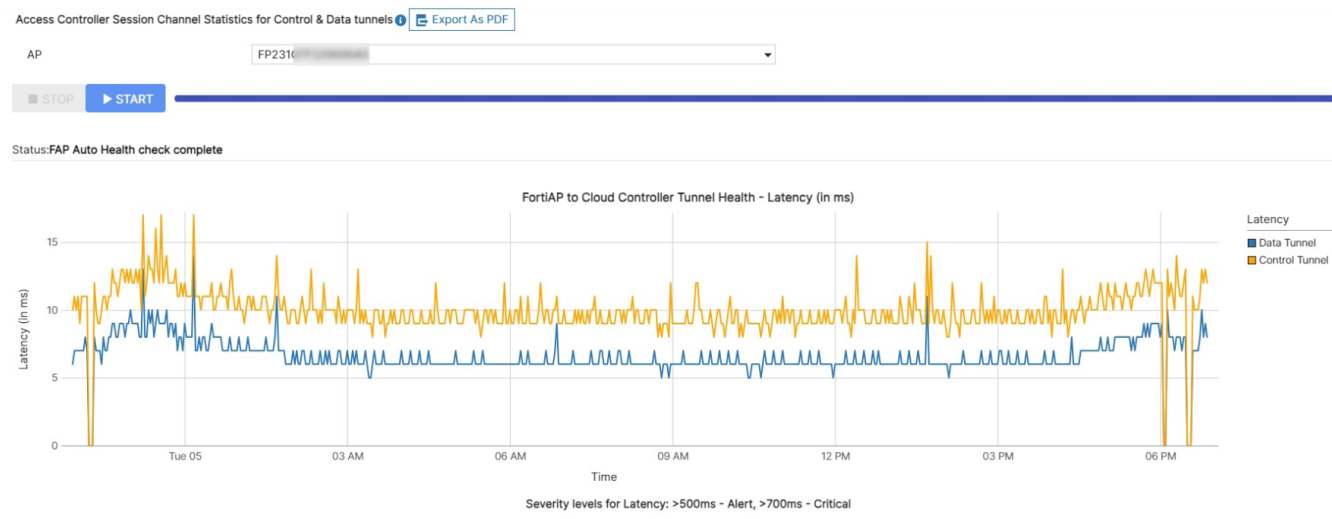 Access Controller Session Channel Statistics for Control & Data tunnels i Export As PDF
AP FP231
STOP START
Status:FAP Auto Health check complete
FortiAP to Cloud Controller Tunnel Health - Latency (in ms)
Latency
Data Tunnel
Control Tunnel
15
10
5
0
Latency (in ms)
Tue 05 03 AM 06 AM 09 AM 12 PM 03 PM 06 PM
Time
Severity levels for Latency: >500ms - Alert, >700ms - Critical